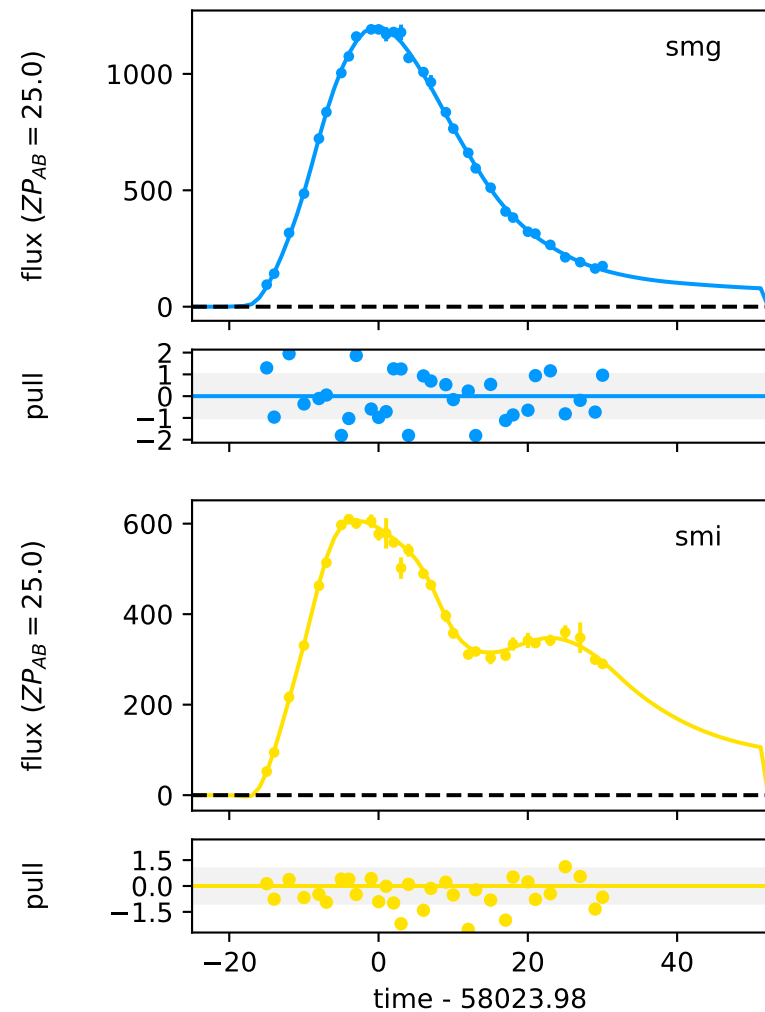 smg
flux (ZP_AB = 25.0)
1000
500
0
pull
2
1
0
−1
−2
smi
flux (ZP_AB = 25.0)
600
400
200
0
pull
1.5
0.0
−1.5
−20 0 20 40
time - 58023.98